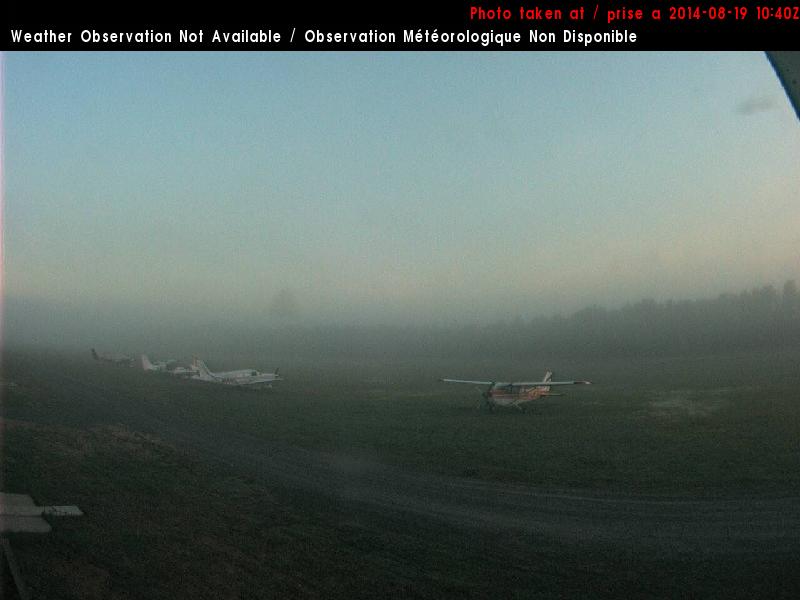 Photo taken at / prise a 2014-08-19 10:40Z
Weather Observation Not Available / Observation Météorologique Non Disponible